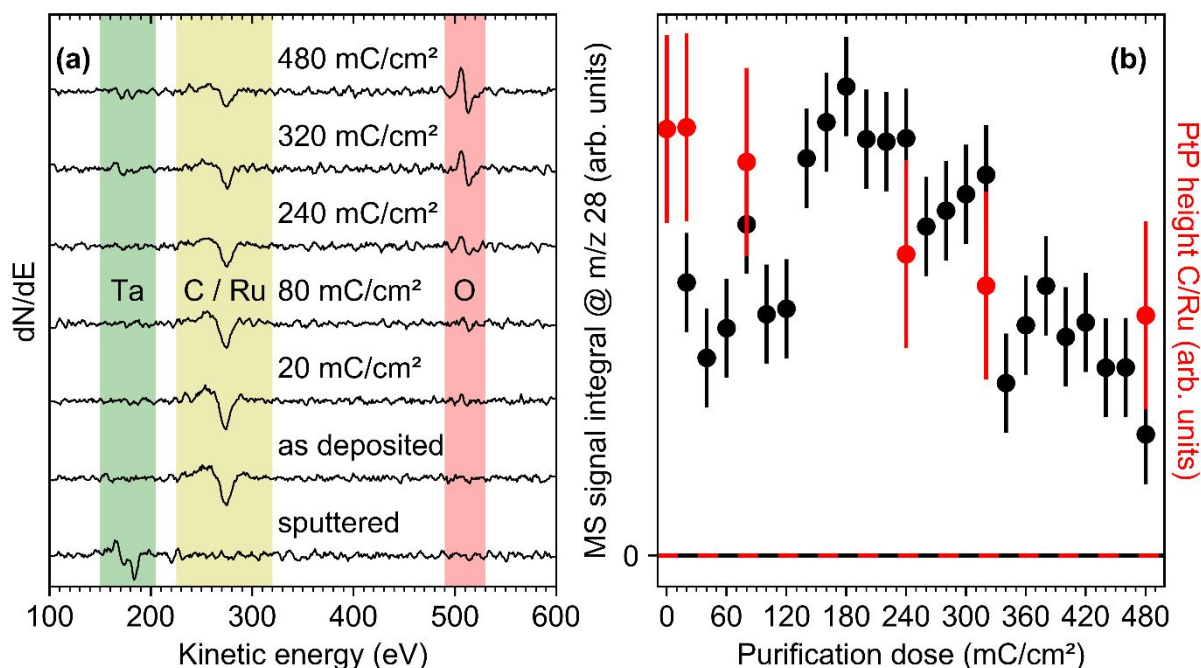 (a)
480 mC/cm²
320 mC/cm²
240 mC/cm²
Ta
C / Ru
80 mC/cm²
O
20 mC/cm²
as deposited
sputtered
dN/dE
100 200 300 400 500 600
Kinetic energy (eV)
(b)
MS signal integral @ m/z 28 (arb. units)
0
PtP height C/Ru (arb. units)
0 60 120 180 240 300 360 420 480
Purification dose (mC/cm²)